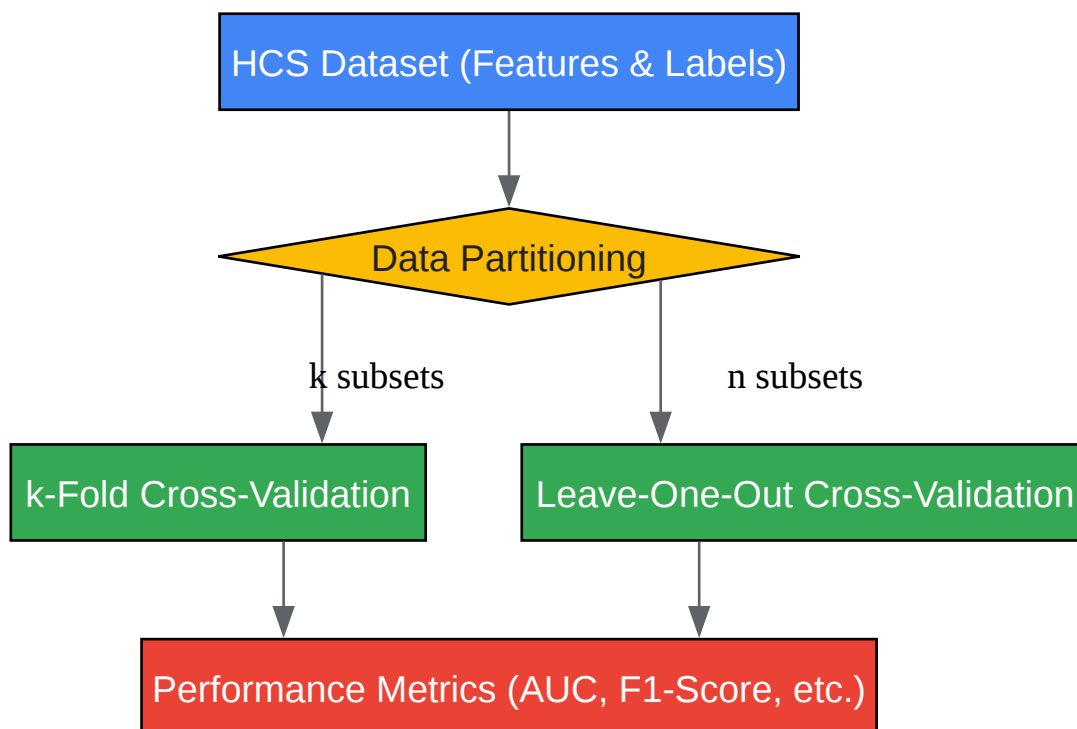 HCS Dataset (Features & Labels)
Data Partitioning
k subsets
n subsets
k-Fold Cross-Validation
Leave-One-Out Cross-Validation
Performance Metrics (AUC, F1-Score, etc.)